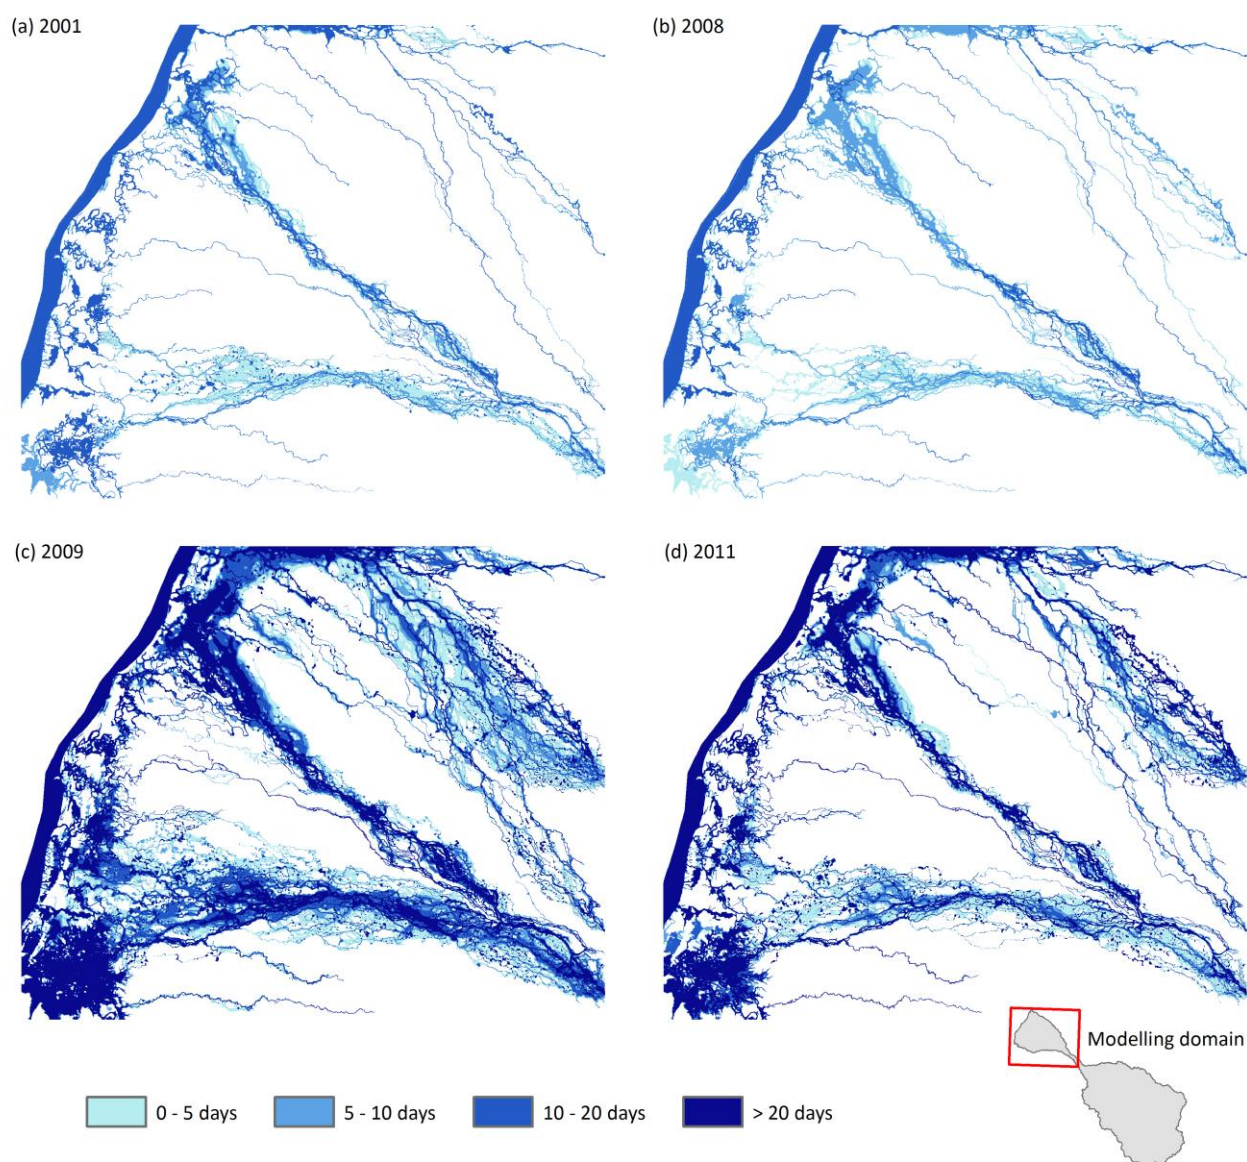 (a) 2001
(b) 2008
(c) 2009
(d) 2011
Modelling domain
0 - 5 days
5 - 10 days
10 - 20 days
> 20 days